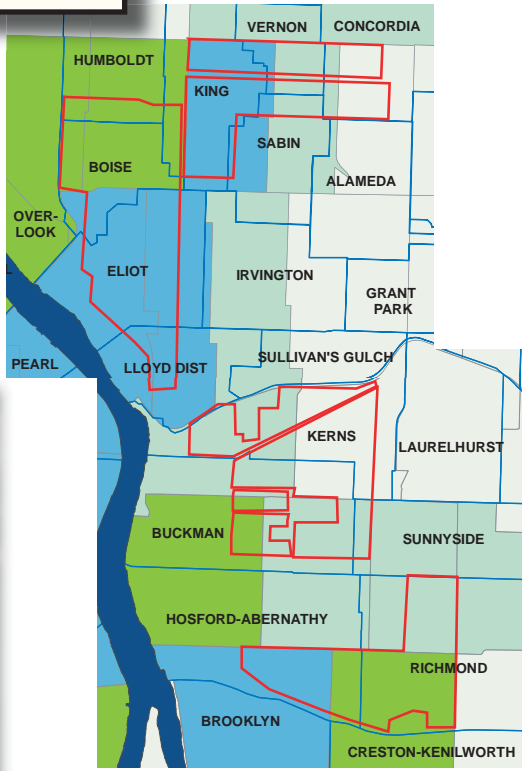 VERNON
CONCORDIA
HUMBOLDT
KING
SABIN
BOISE
ALAMEDA
OVER-
LOOK
ELIOT
IRVINGTON
GRANT
PARK
PEARL
LLOYD DIST
SULLIVAN'S GULCH
KERNS
LAURELHURST
BUCKMAN
SUNNYSIDE
HOSFORD-ABERNATHY
RICHMOND
BROOKLYN
CRESTON-KENILWORTH